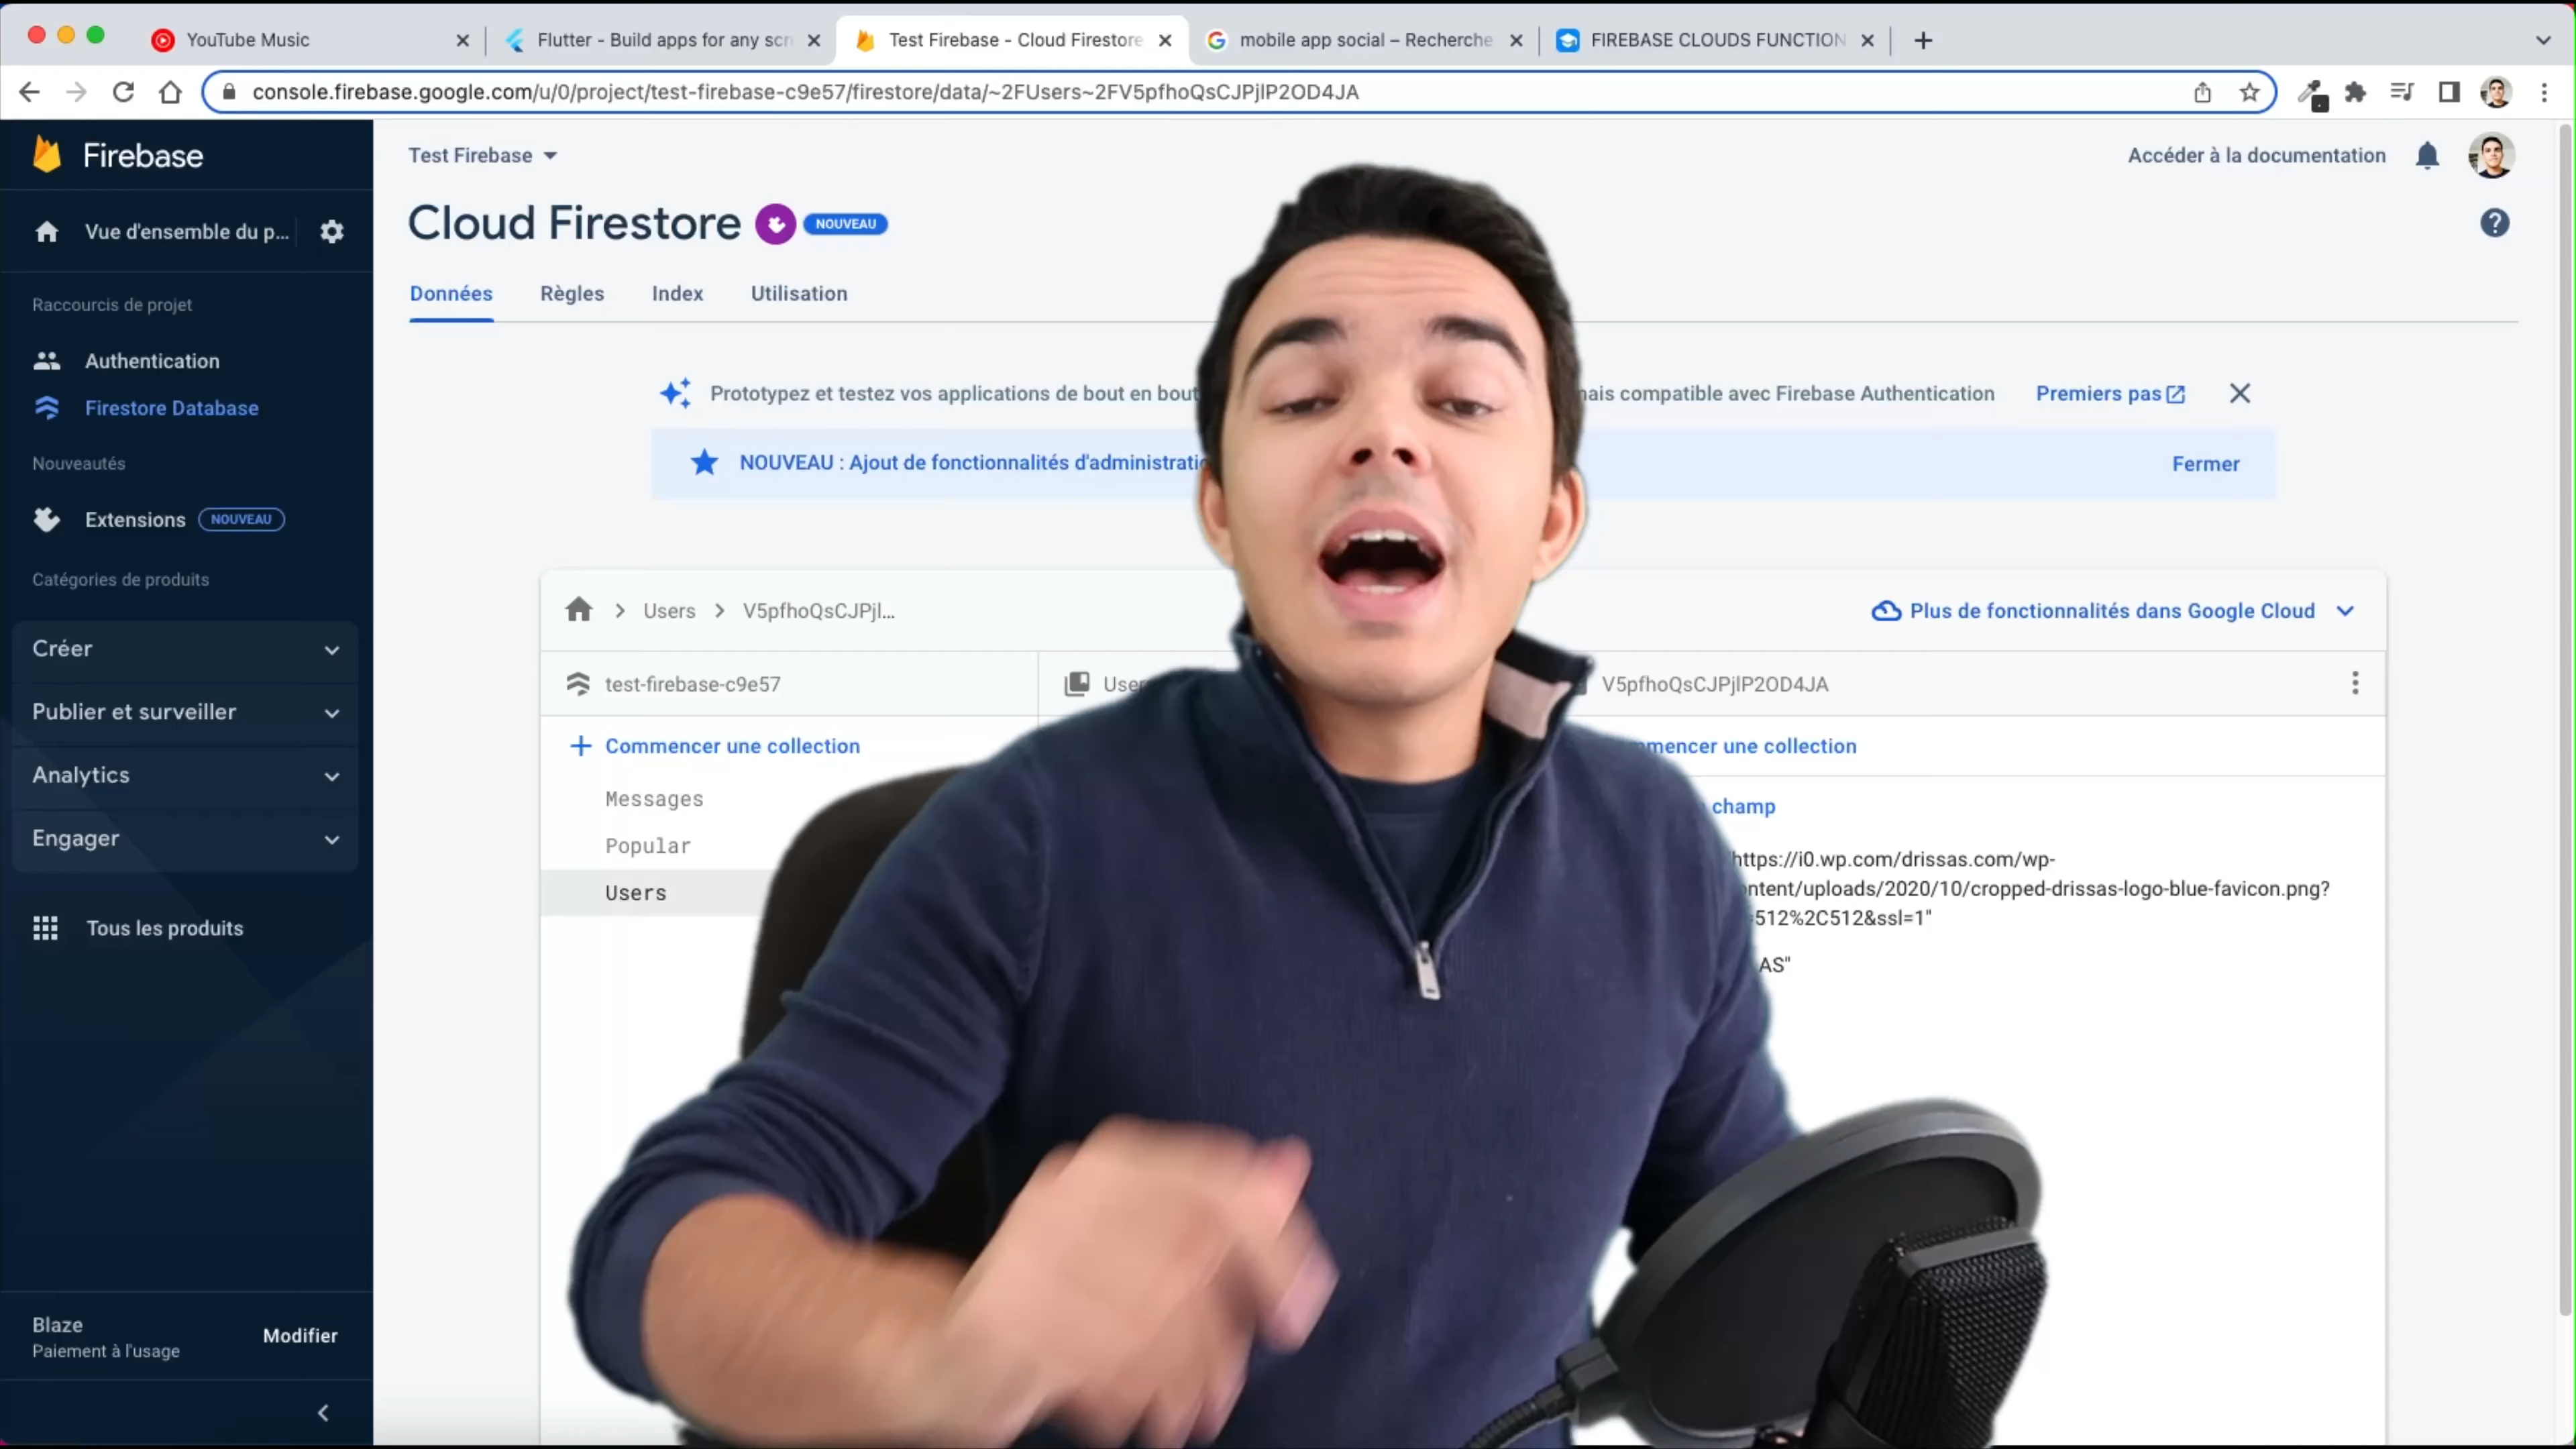 YouTube Music
Flutter - Build apps for any scr
Test Firebase - Cloud Firestore
mobile app social – Recherche
FIREBASE CLOUDS FUNCTION
console.firebase.google.com/u/0/project/test-firebase-c9e57/firestore/data/~2FUsers~2FV5pfhoQsCJPjlP2OD4JA
Firebase
Vue d'ensemble du p...
Raccourcis de projet
Authentication
Firestore Database
Nouveautés
Extensions NOUVEAU
Catégories de produits
Créer
Publier et surveiller
Analytics
Engager
Tous les produits
Blaze
Paiement à l'usage
Modifier
Test Firebase
Accéder à la documentation
Cloud Firestore NOUVEAU
Données Règles Index Utilisation
Prototypez et testez vos applications de bout en bout
compatible avec Firebase Authentication Premiers pas
NOUVEAU : Ajout de fonctionnalités
Fermer
Users V5pfhoQsCJPjl...
Plus de fonctionnalités dans Google Cloud
test-firebase-c9e57
V5pfhoQsCJPjlP2OD4JA
Commencer une collection
une collection
Messages
champ
Popular
Users
https://i0.wp.com/drissas.com/wp-
ntent/uploads/2020/10/cropped-drissas-logo-blue-favicon.png?
=512%2C512&ssl=1"
AS"